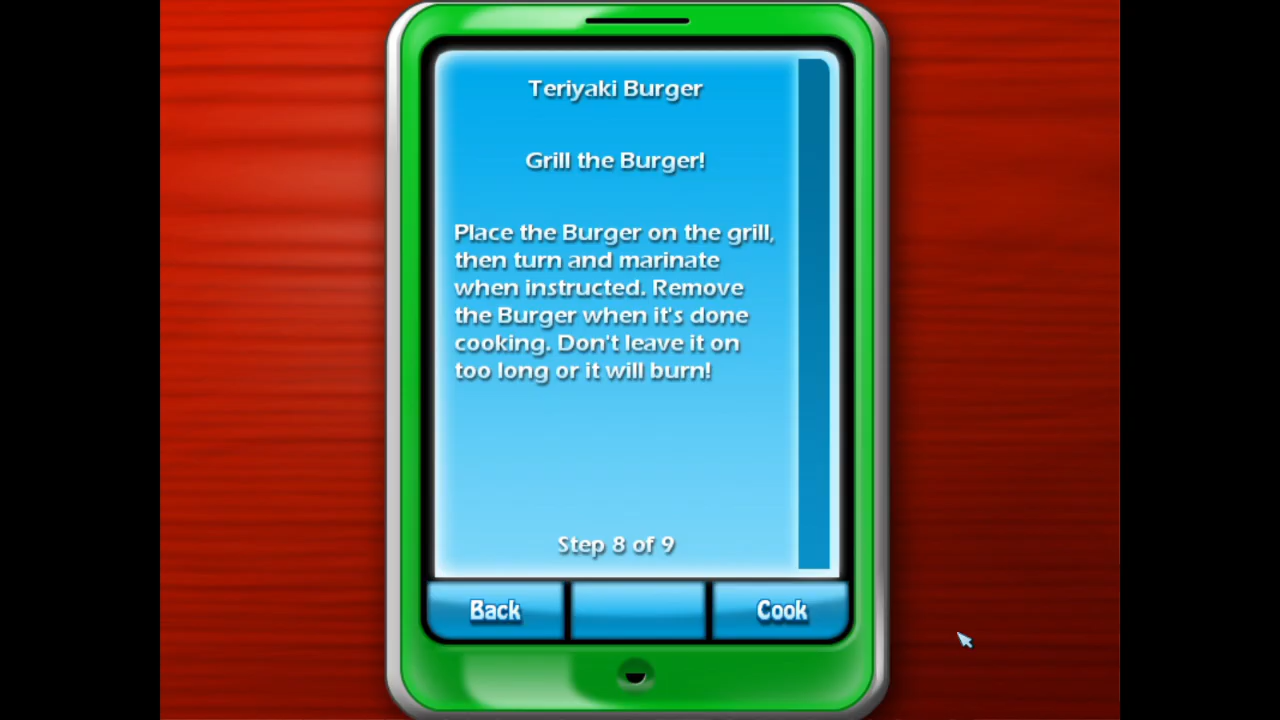 Teriyaki Burger
Grill the Burger!
Place the Burger on the grill,
then turn and marinate
when instructed. Remove
the Burger when it's done
cooking. Don't leave it on
too long or it will burn!
Step 8 of 9
Back
Cook